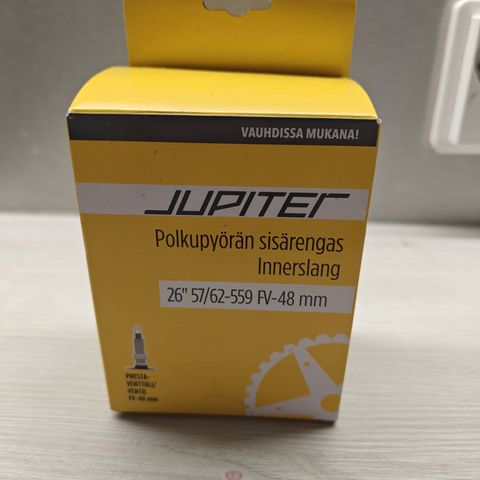 VAUHDISSA MUKANA!
JUPITER
Polkupyörän sisärengas
Innerslang
26" 57/62-559 FV-48 mm
PRESTA-
VENTTIILI/
VENTIL
FV-48 mm